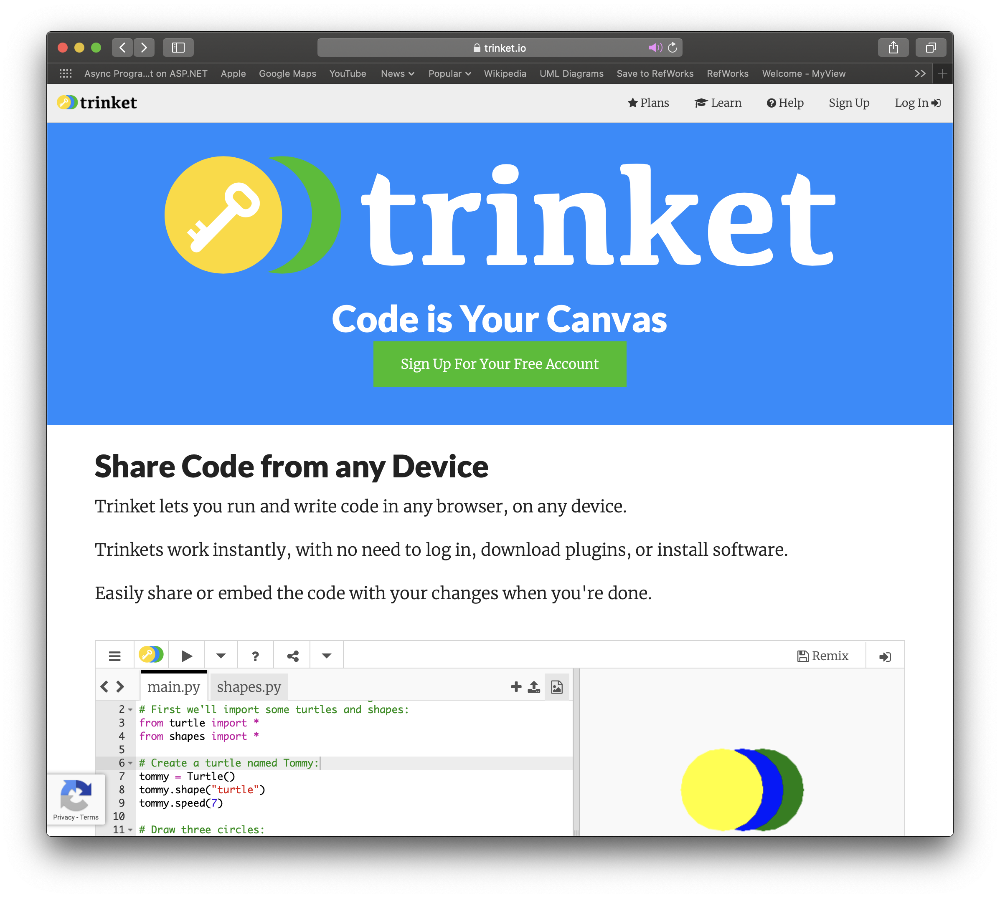 trinket.io
Async Progra...t on ASP.NET Apple Google Maps YouTube News Popular Wikipedia UML Diagrams Save to RefWorks RefWorks Welcome - MyView
trinket Plans Learn Help Sign Up Log In
trinket
Code is Your Canvas
Sign Up For Your Free Account
Share Code from any Device
Trinket lets you run and write code in any browser, on any device.
Trinkets work instantly, with no need to log in, download plugins, or install software.
Easily share or embed the code with your changes when you're done.
? Remix
main.py shapes.py
2 # First we'll import some turtles and shapes:
3 from turtle import *
4 from shapes import *
5
6 # Create a turtle named Tommy:
7 tommy = Turtle()
8 tommy.shape("turtle")
9 tommy.speed(7)
10
11 # Draw three circles:
Privacy - Terms